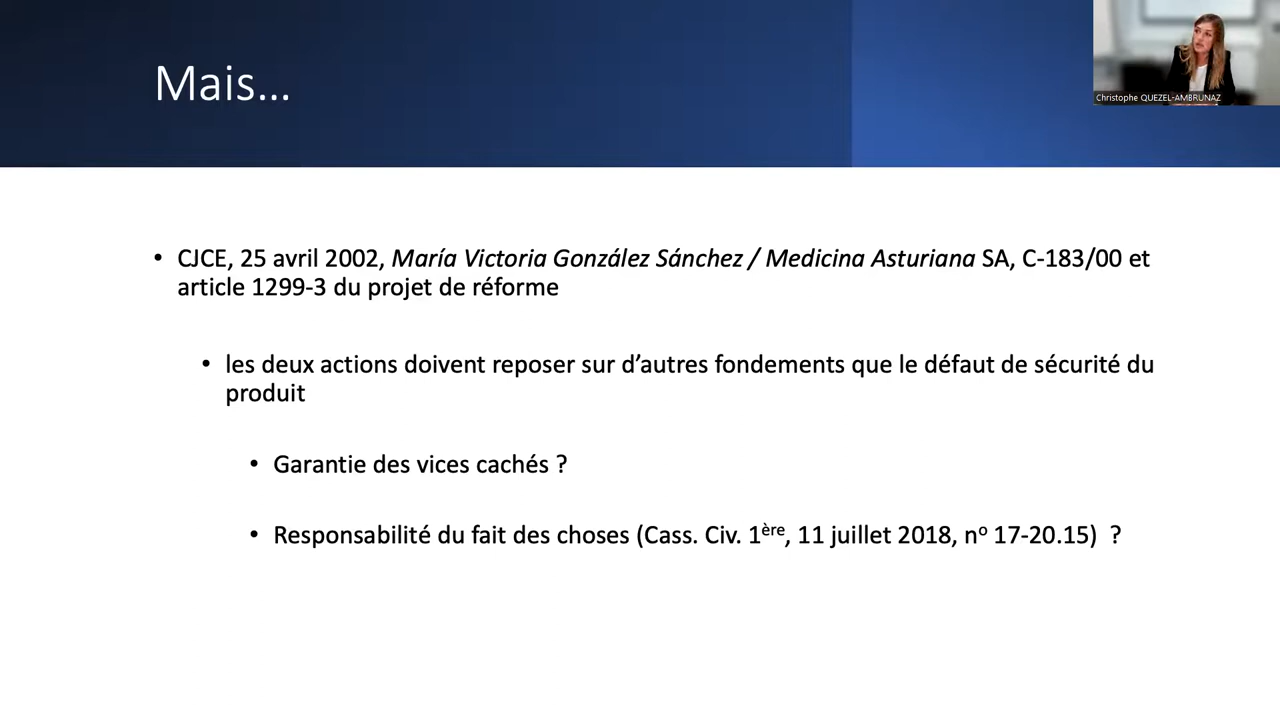 Mais...
Christophe QUEZEL-AMBRUNAZ
• CJCE, 25 avril 2002, María Victoria González Sánchez / Medicina Asturiana SA, C-183/00 et
article 1299-3 du projet de réforme
• les deux actions doivent reposer sur d’autres fondements que le défaut de sécurité du
produit
• Garantie des vices cachés ?
• Responsabilité du fait des choses (Cass. Civ. 1ère, 11 juillet 2018, nº 17-20.15) ?